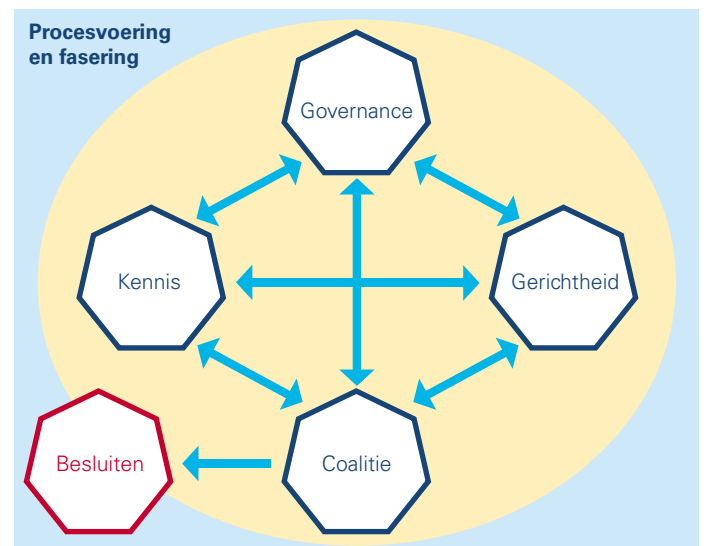 Procesvoering
en fasering
Governance
Kennis
Gerichtheid
Besluiten
Coalitie